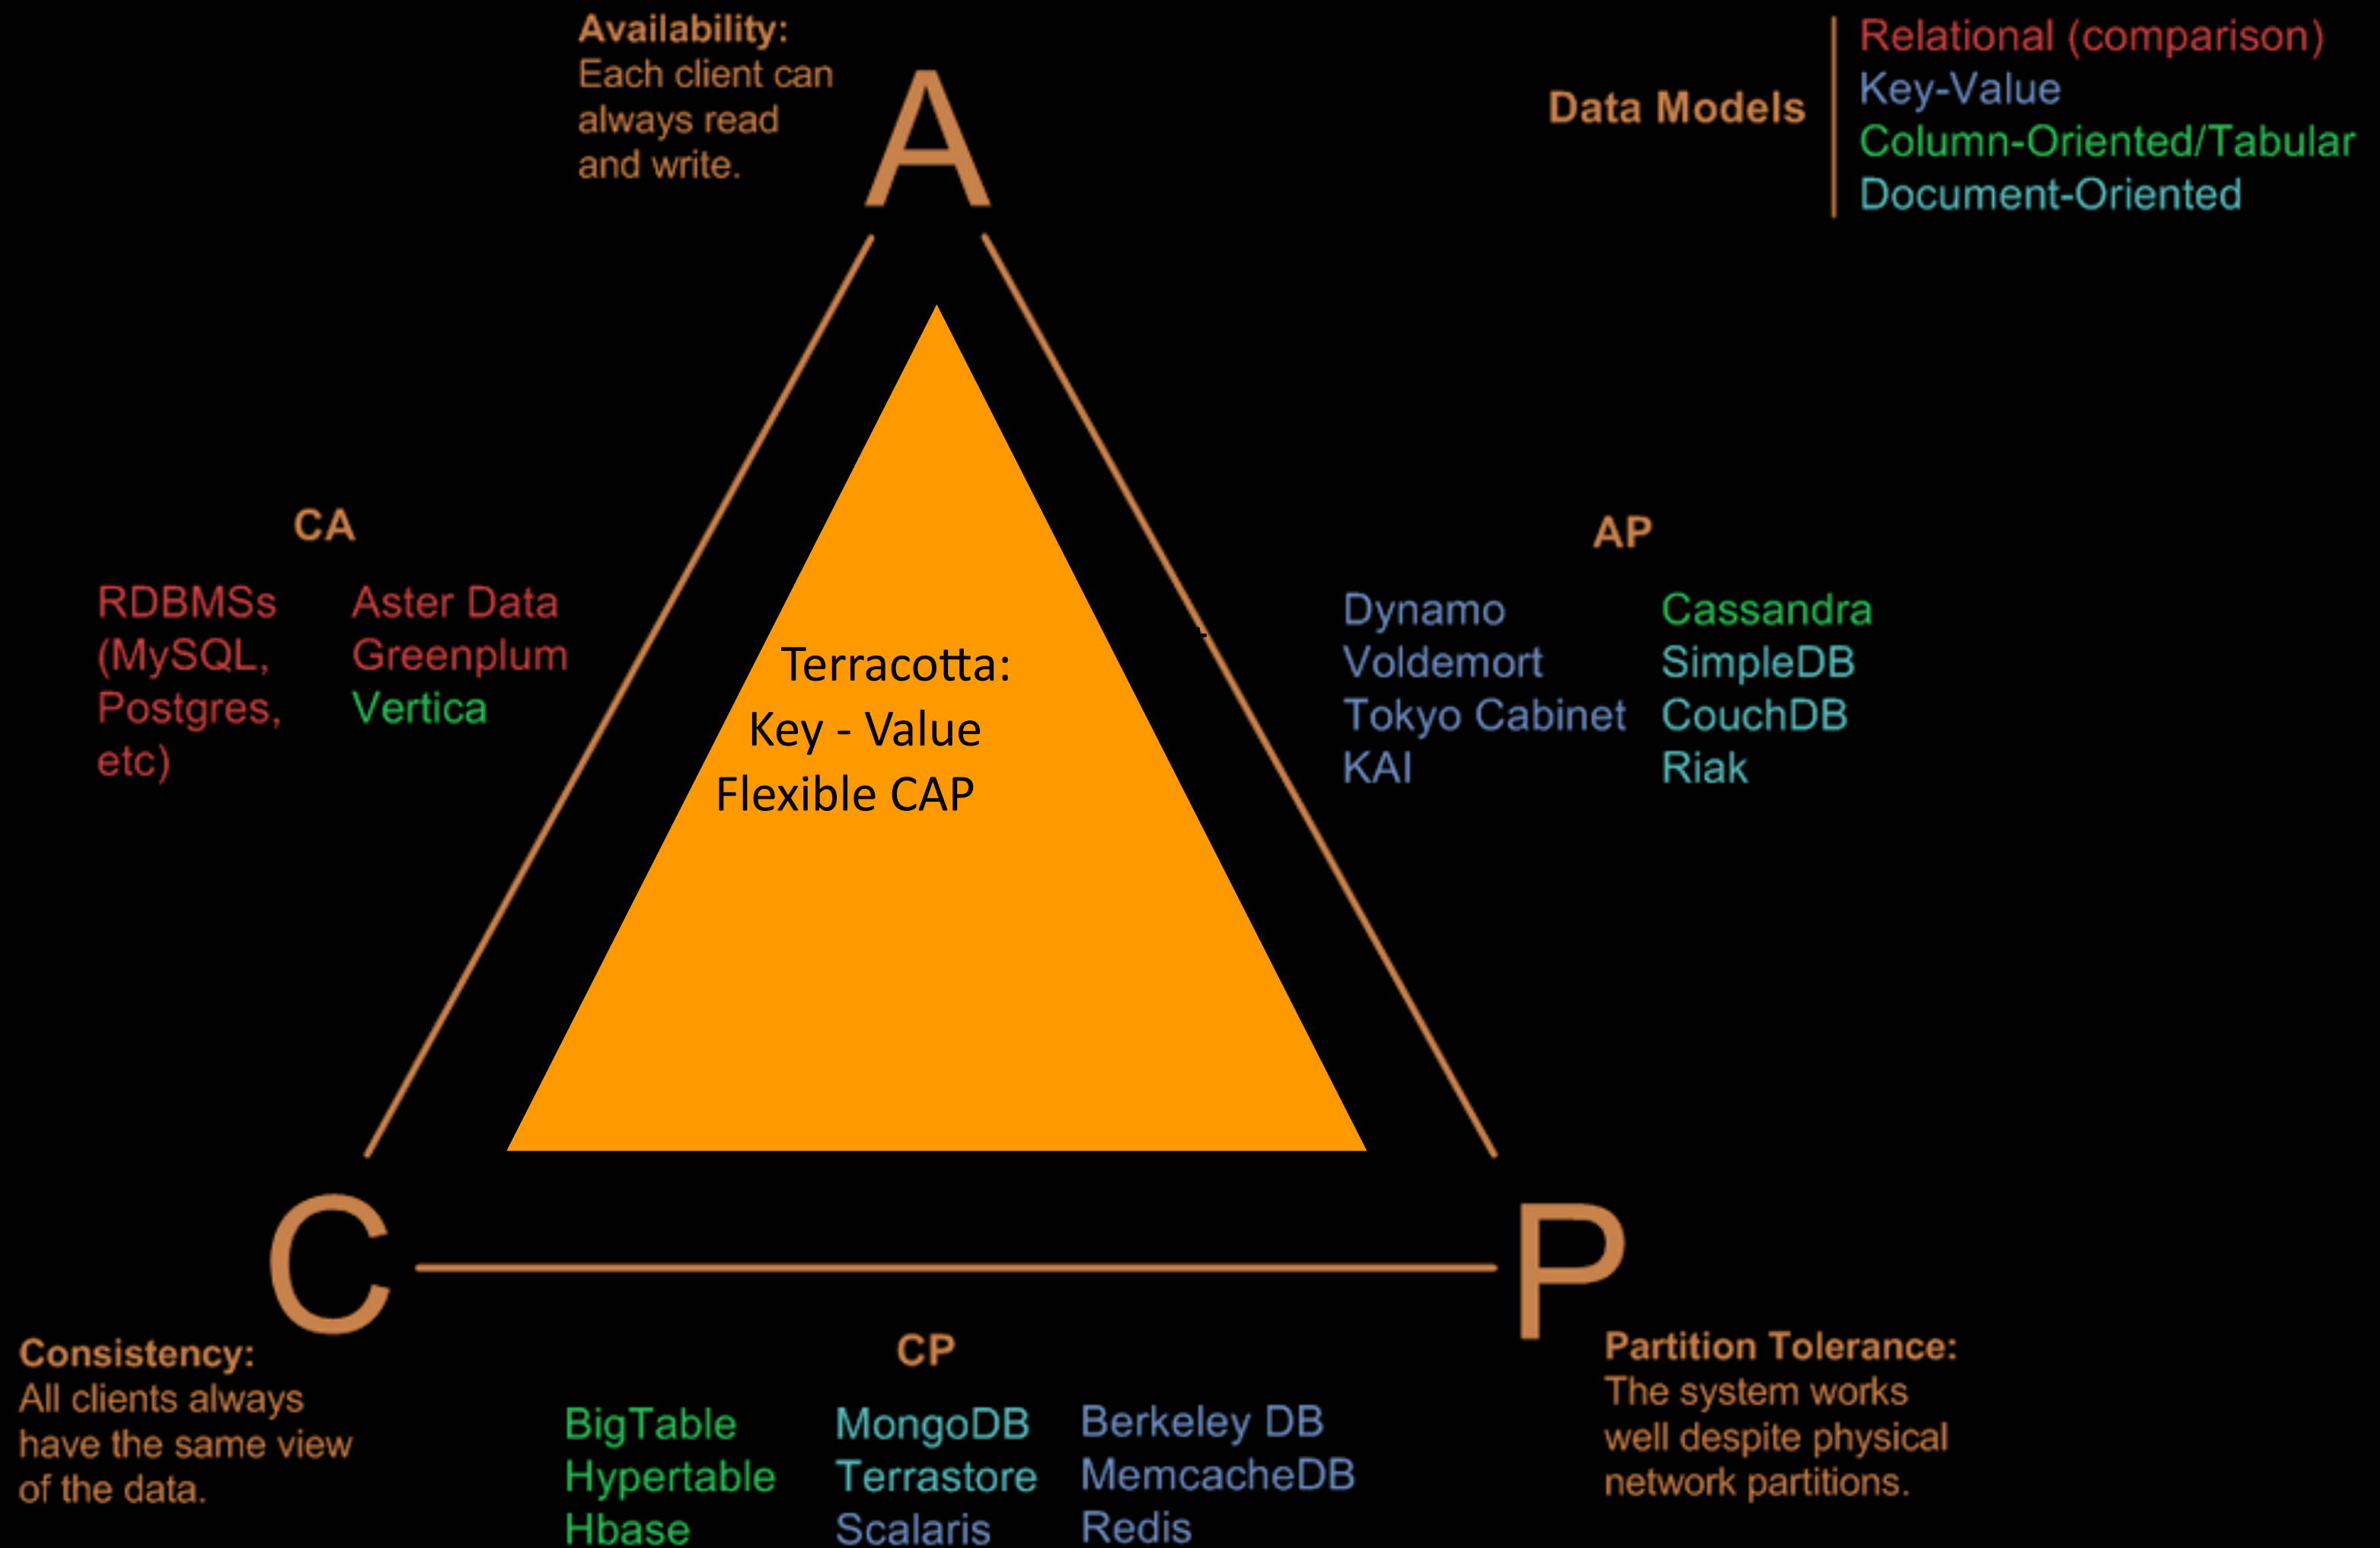 Availability:
Each client can
always read
and write.
A
Data Models
Relational (comparison)
Key-Value
Column-Oriented/Tabular
Document-Oriented
CA
RDBMSs
(MySQL,
Postgres,
etc)
Aster Data
Greenplum
Vertica
Terracotta:
Key - Value
Flexible CAP
AP
Dynamo
Voldemort
Tokyo Cabinet
KAI
Cassandra
SimpleDB
CouchDB
Riak
C
Consistency:
All clients always
have the same view
of the data.
CP
BigTable
Hypertable
Hbase
MongoDB
Terrastore
Scalaris
Berkeley DB
MemcacheDB
Redis
P
Partition Tolerance:
The system works
well despite physical
network partitions.